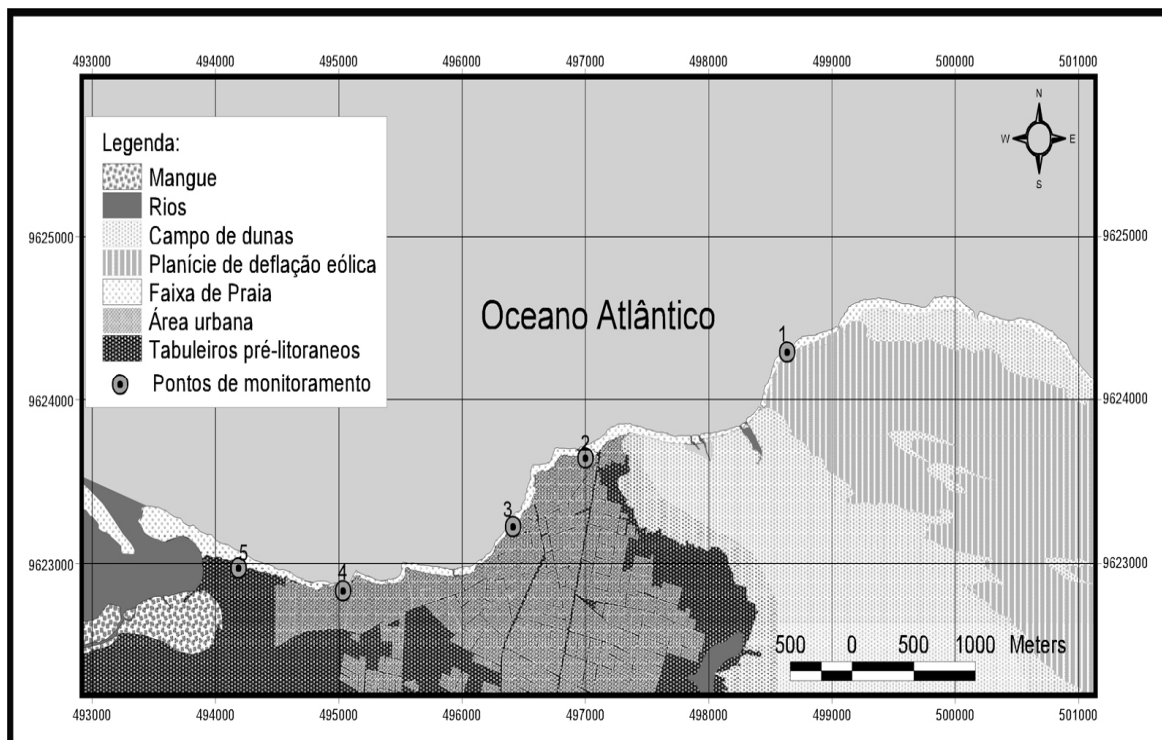 493000 494000 495000 496000 497000 498000 499000 500000 501000
N
W E
S
Legenda:
Mangue
Rios
Campo de dunas
Planície de deflação eólica
Faixa de Praia
Área urbana
Tabuleiros pré-litoraneos
Pontos de monitoramento
9625000 9625000
Oceano Atlântico
1
9624000 9624000
2
3
9623000 9623000
5
4
500 0 500 1000 Meters
493000 494000 495000 496000 497000 498000 499000 500000 501000